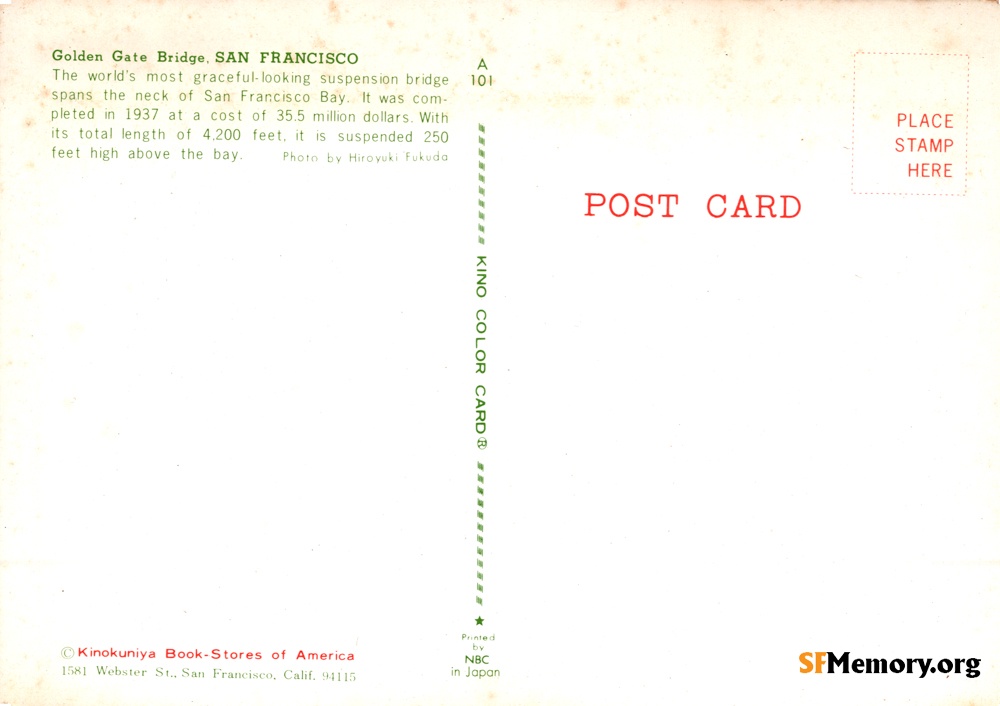 Golden Gate Bridge, SAN FRANCISCO
The world's most graceful-looking suspension bridge
spans the neck of San Francisco Bay. It was com-
pleted in 1937 at a cost of 35.5 million dollars. With
its total length of 4,200 feet, it is suspended 250
feet high above the bay. Photo by Hiroyuki Fukuda
©Kinokuniya Book-Stores of America
1581 Webster St., San Francisco, Calif. 94115
A
101
KINO COLOR CARD®
Printed
by
NBC
in Japan
PLACE
STAMP
HERE
POST CARD
SFMemory.org